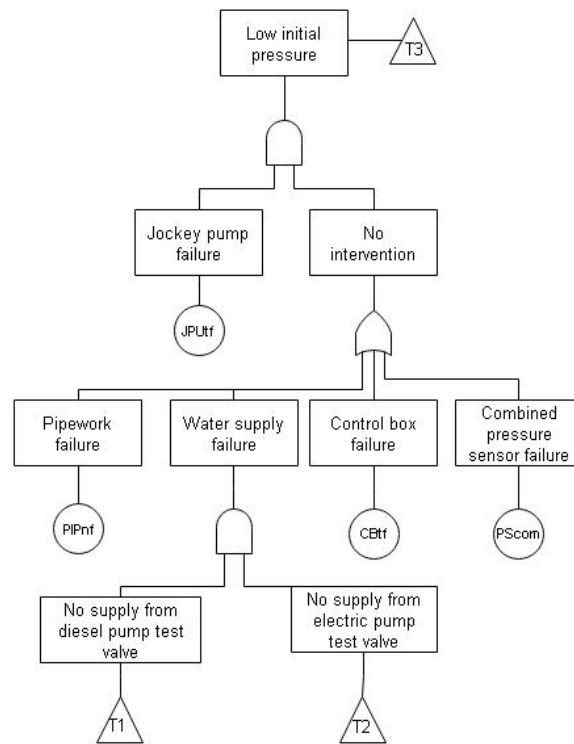 Low initial
pressure
T3
Jockey pump
failure
No
intervention
JPUtf
Pipework
failure
Water supply
failure
Control box
failure
Combined
pressure
sensor failure
PIPnf
CBtf
PScom
No supply from
diesel pump test
valve
No supply from
electric pump
test valve
T1
T2